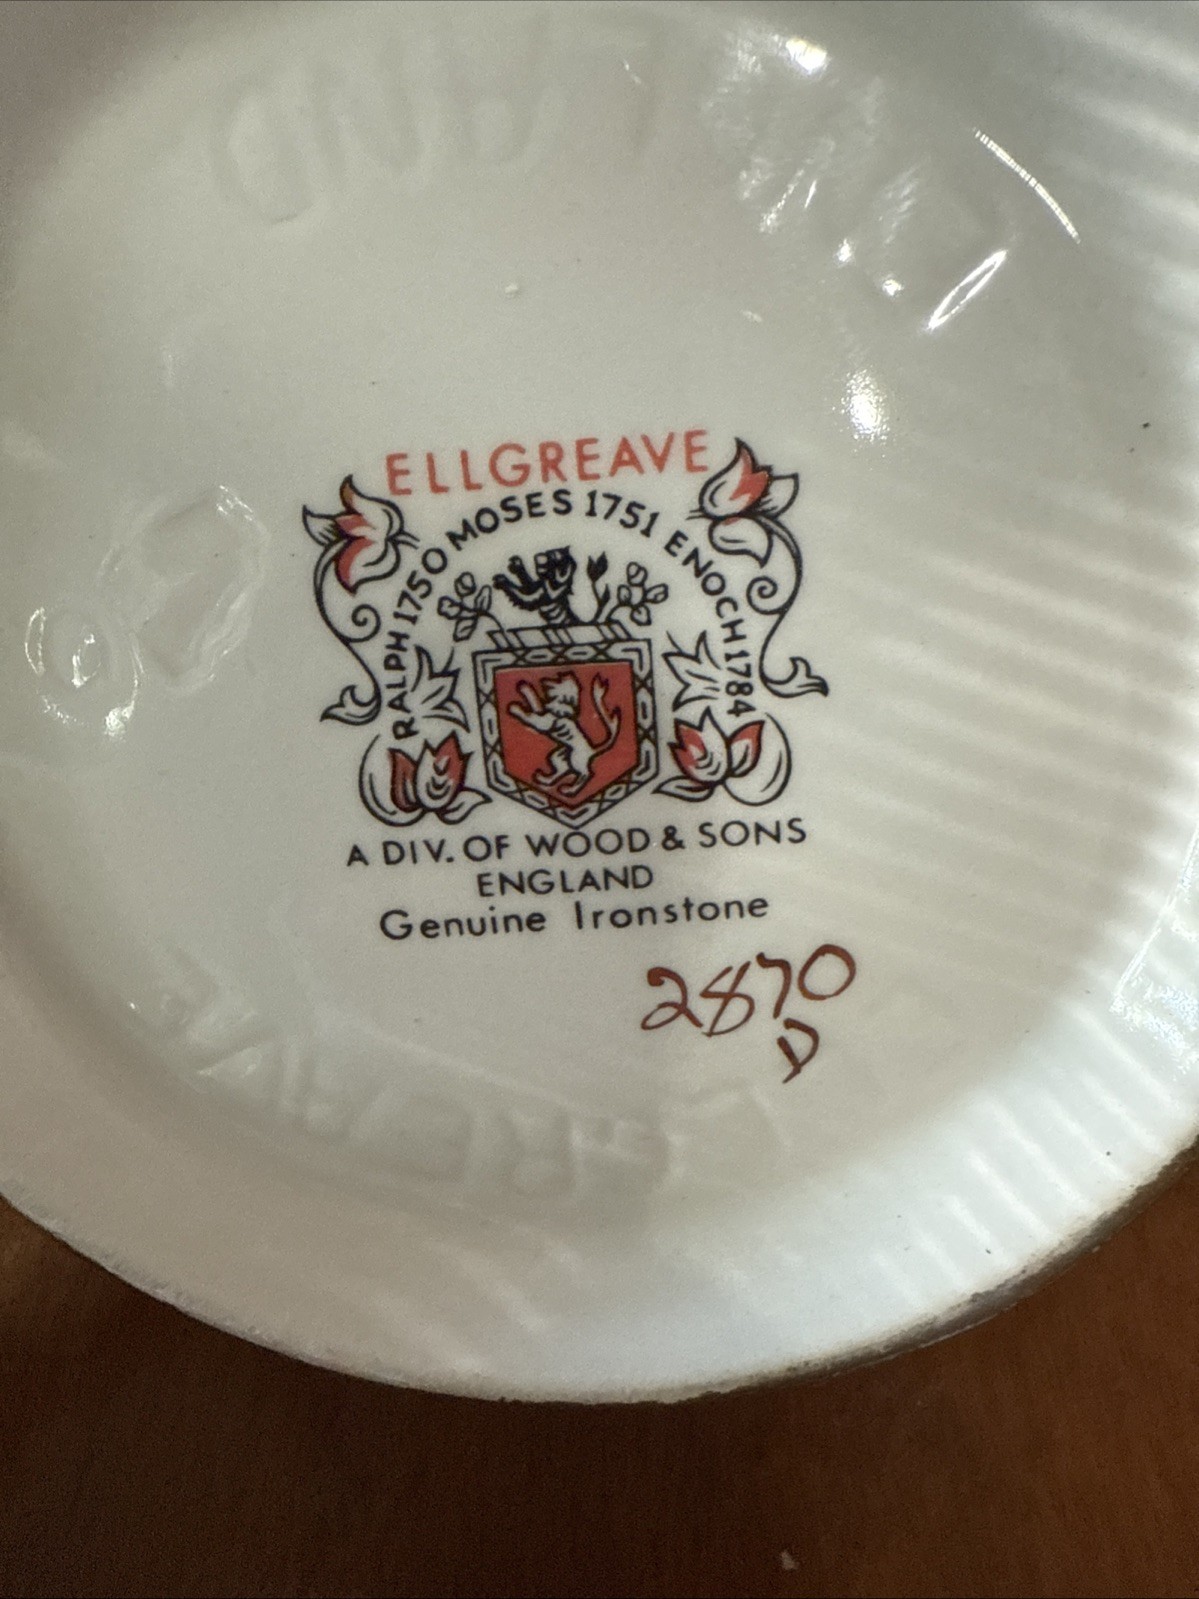 ELLGREAVE
RALPH 1750 MOSES 1751 ENOCH 1784
A DIV. OF WOOD & SONS
ENGLAND
Genuine Ironstone
2870
D